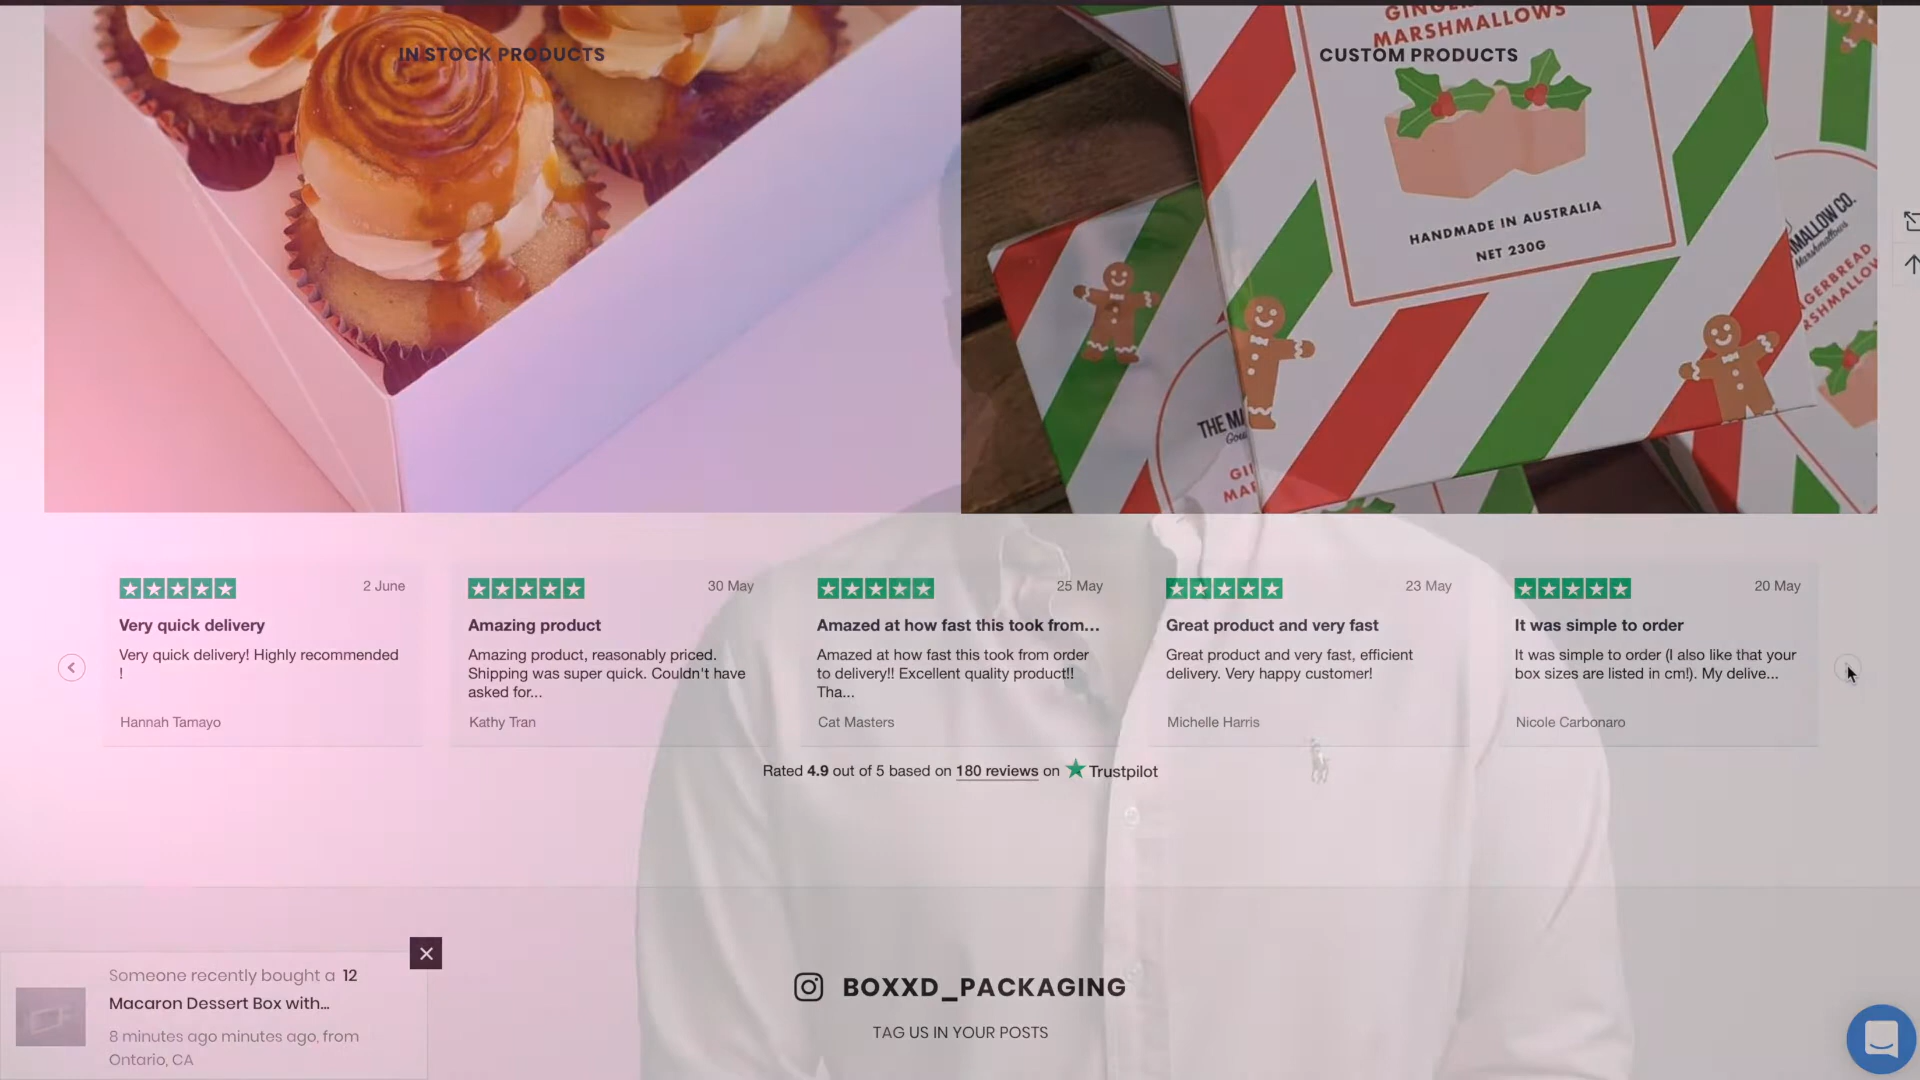 IN STOCK PRODUCTS
CUSTOM PRODUCTS
MARSHMALLOWS
HANDMADE IN AUSTRALIA
NET 230G
MALLOW CO.
Marshmallows
THE
2 June
Very quick delivery
Very quick delivery! Highly recommended
!
Hannah Tamayo
30 May
Amazing product
Amazing product, reasonably priced.
Shipping was super quick. Couldn't have
asked for...
Kathy Tran
25 May
Amazed at how fast this took from...
Amazed at how fast this took from order
to delivery!! Excellent quality product!!
Tha...
Cat Masters
23 May
Great product and very fast
Great product and very fast, efficient
delivery. Very happy customer!
Michelle Harris
20 May
It was simple to order
It was simple to order (I also like that your
box sizes are listed in cm!). My delive...
Nicole Carbonaro
Rated 4.9 out of 5 based on 180 reviews on Trustpilot
Someone recently bought a 12
Macaron Dessert Box with...
8 minutes ago minutes ago, from
Ontario, CA
BOXXD_PACKAGING
TAG US IN YOUR POSTS